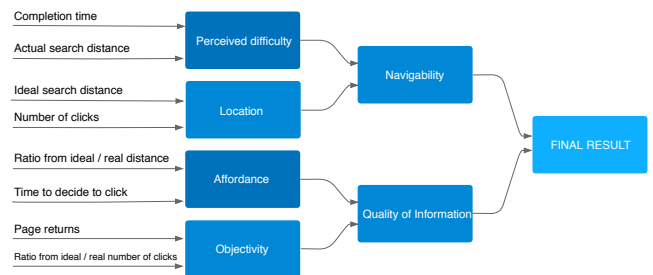 Completion time
Actual search distance
Perceived difficulty
Ideal search distance
Number of clicks
Location
Navigability
Ratio from ideal / real distance
Time to decide to click
Affordance
Page returns
Ratio from ideal / real number of clicks
Objectivity
Quality of Information
FINAL RESULT